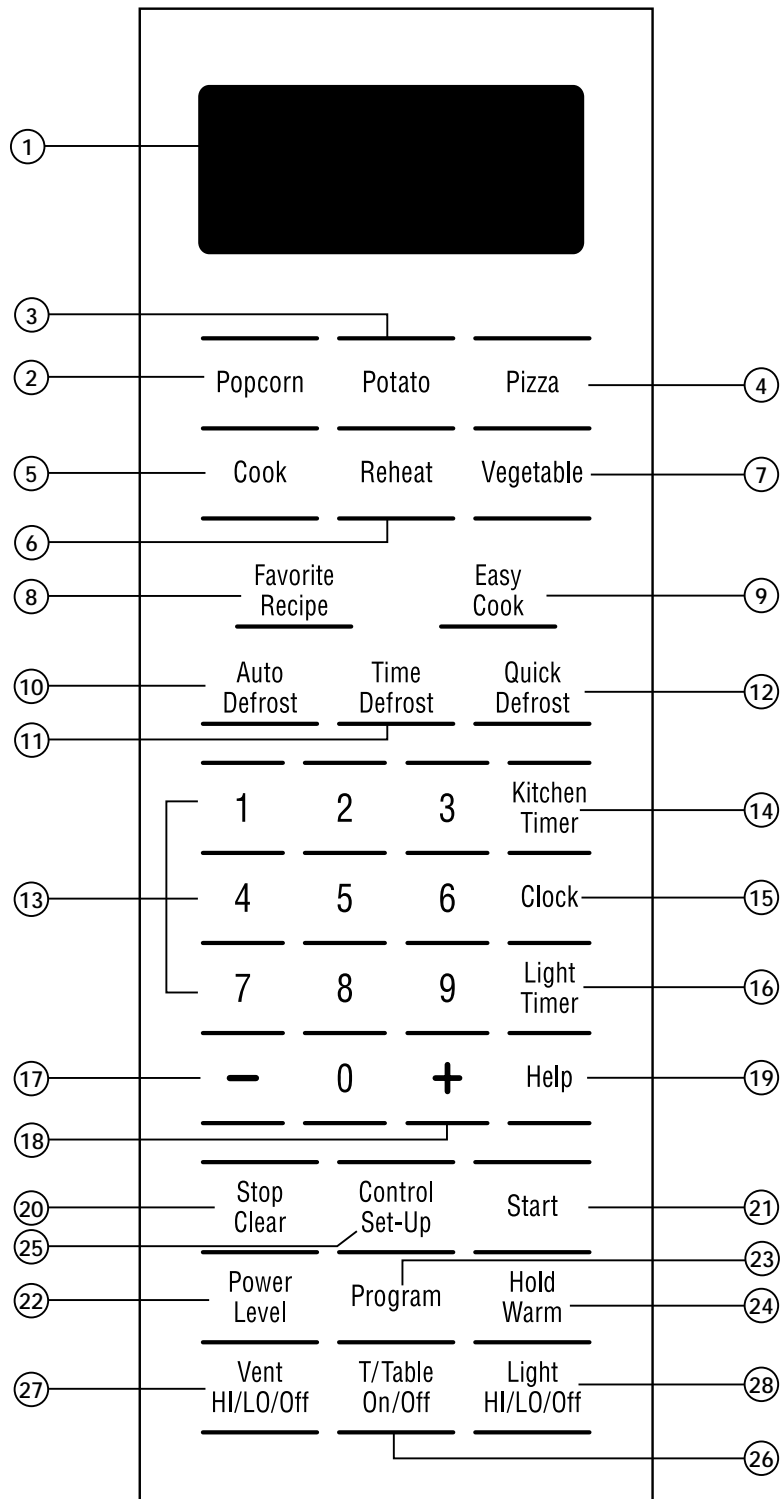 1
3
2 Popcorn Potato Pizza 4
5 Cook Reheat Vegetable 7
6
8 Favorite Recipe Easy Cook 9
10 Auto Defrost Time Defrost Quick Defrost 12
11
1 2 3 Kitchen Timer 14
13 4 5 6 Clock 15
7 8 9 Light Timer 16
17 − 0 + Help 19
18
20 Stop Clear Control Set-Up Start 21
25
23
22 Power Level Program Hold Warm 24
27 Vent HI/LO/Off T/Table On/Off Light HI/LO/Off 28
26